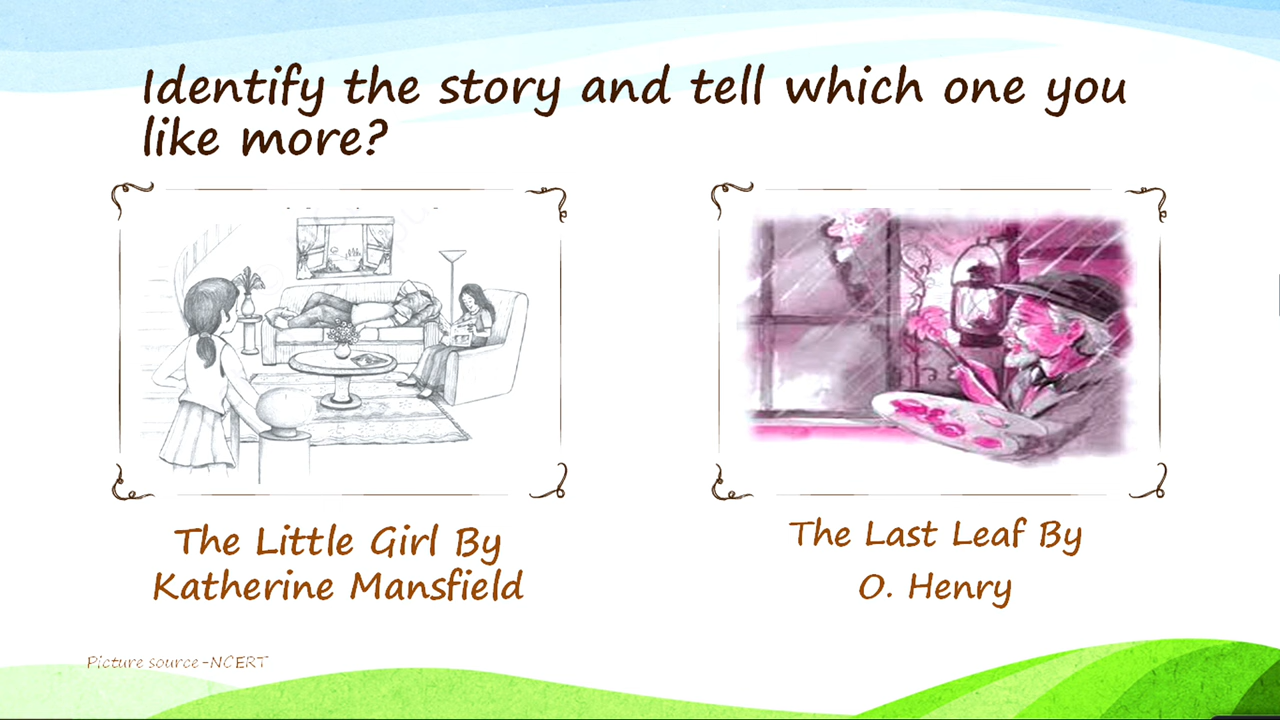 Identify the story and tell which one you
like more?
The Little Girl By
Katherine Mansfield
The Last Leaf By
O. Henry
Picture source-NCERT